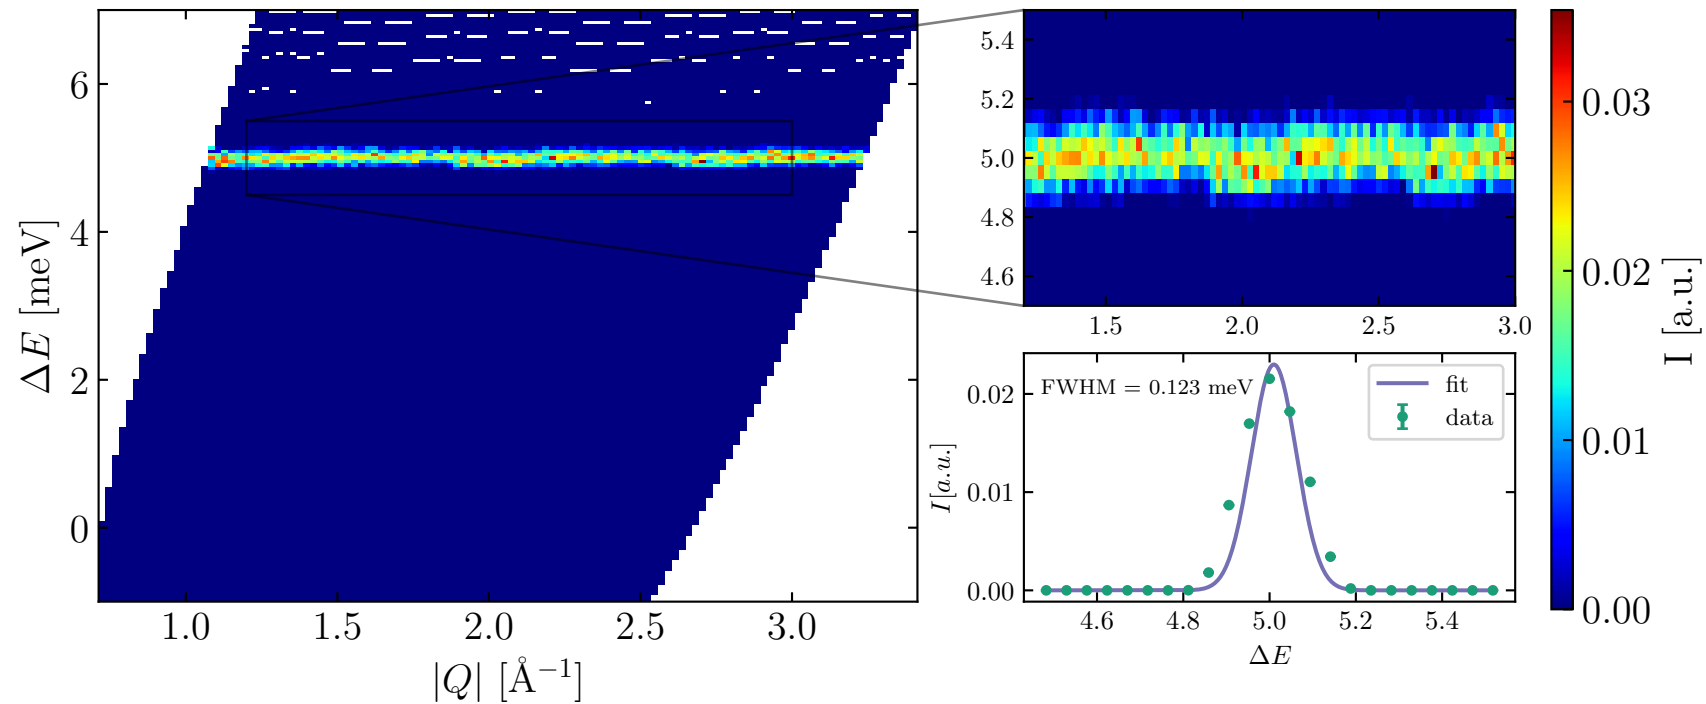 6
4
2
0
ΔE [meV]
1.0 1.5 2.0 2.5 3.0
|Q| [Å⁻¹]
5.4
5.2
5.0
4.8
4.6
1.5 2.0 2.5 3.0
FWHM = 0.123 meV
fit
data
0.02
0.01
0.00
I [a.u.]
4.6 4.8 5.0 5.2 5.4
ΔE
0.03
0.02
0.01
0.00
I [a.u.]